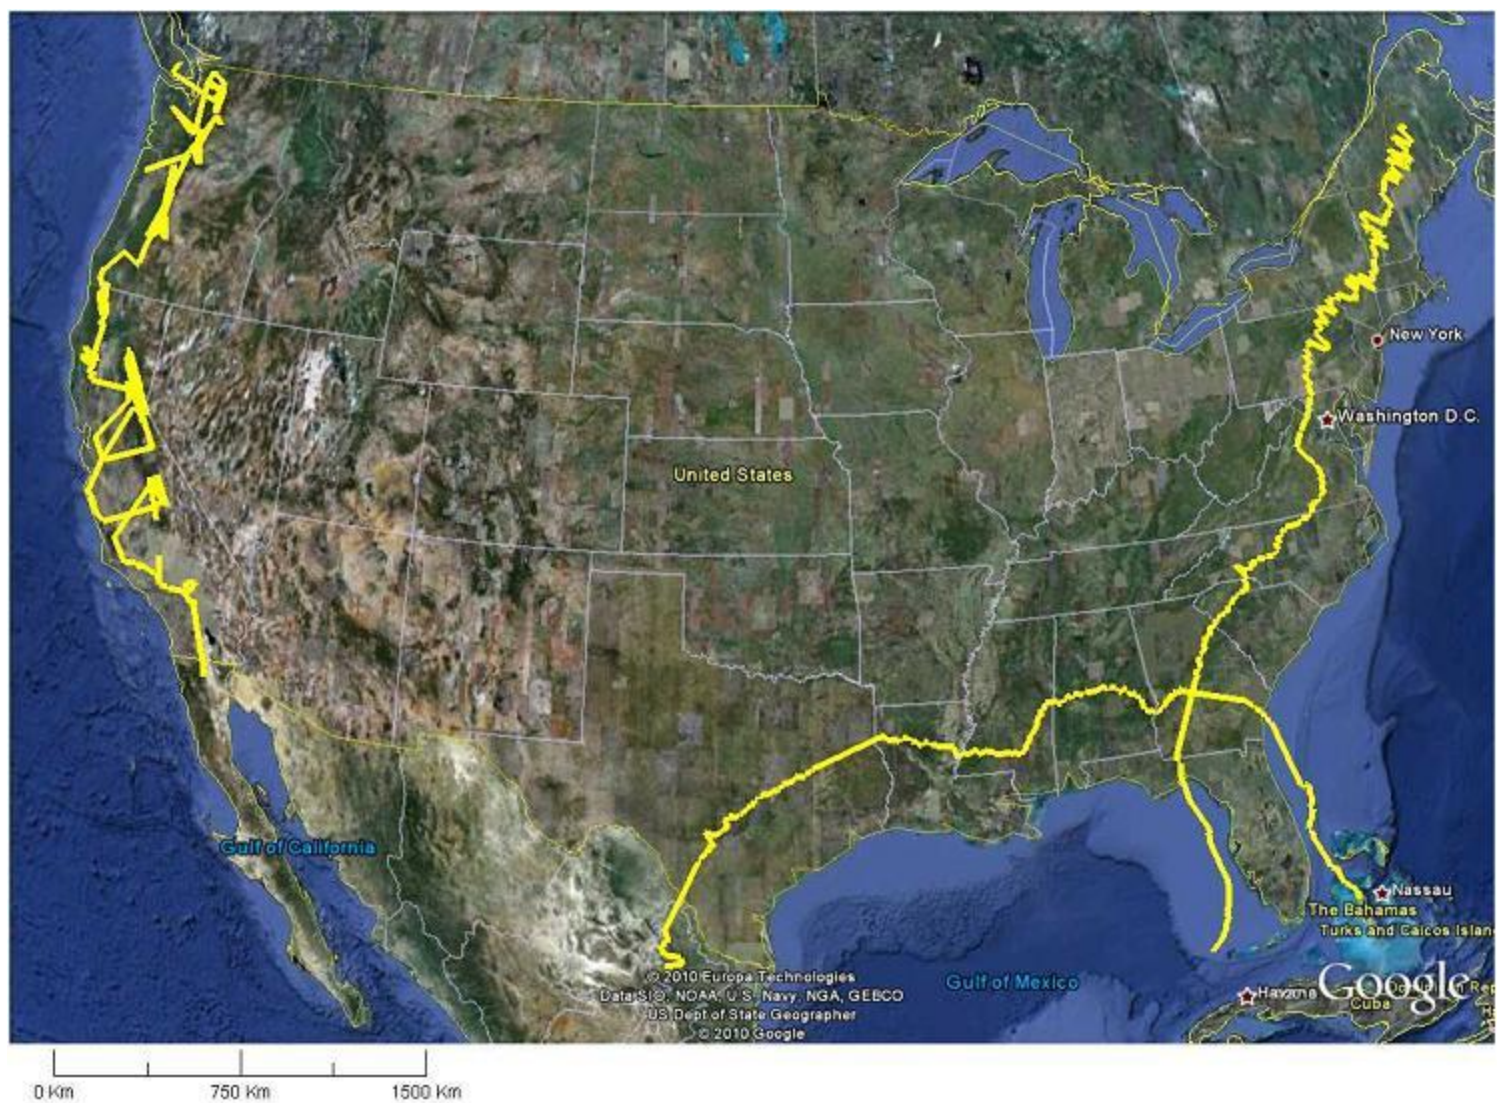 New York
Washington D.C.
United States
Gulf of California
Nassau
The Bahamas
Turks and Caicos Islan
© 2010 Europa Technologies
Data SIO, NOAA, U.S. Navy, NGA, GEBCO
US Dept of State Geographer
© 2010 Google
Gulf of Mexico
Havana
Google
Cuba
0 Km
750 Km
1500 Km